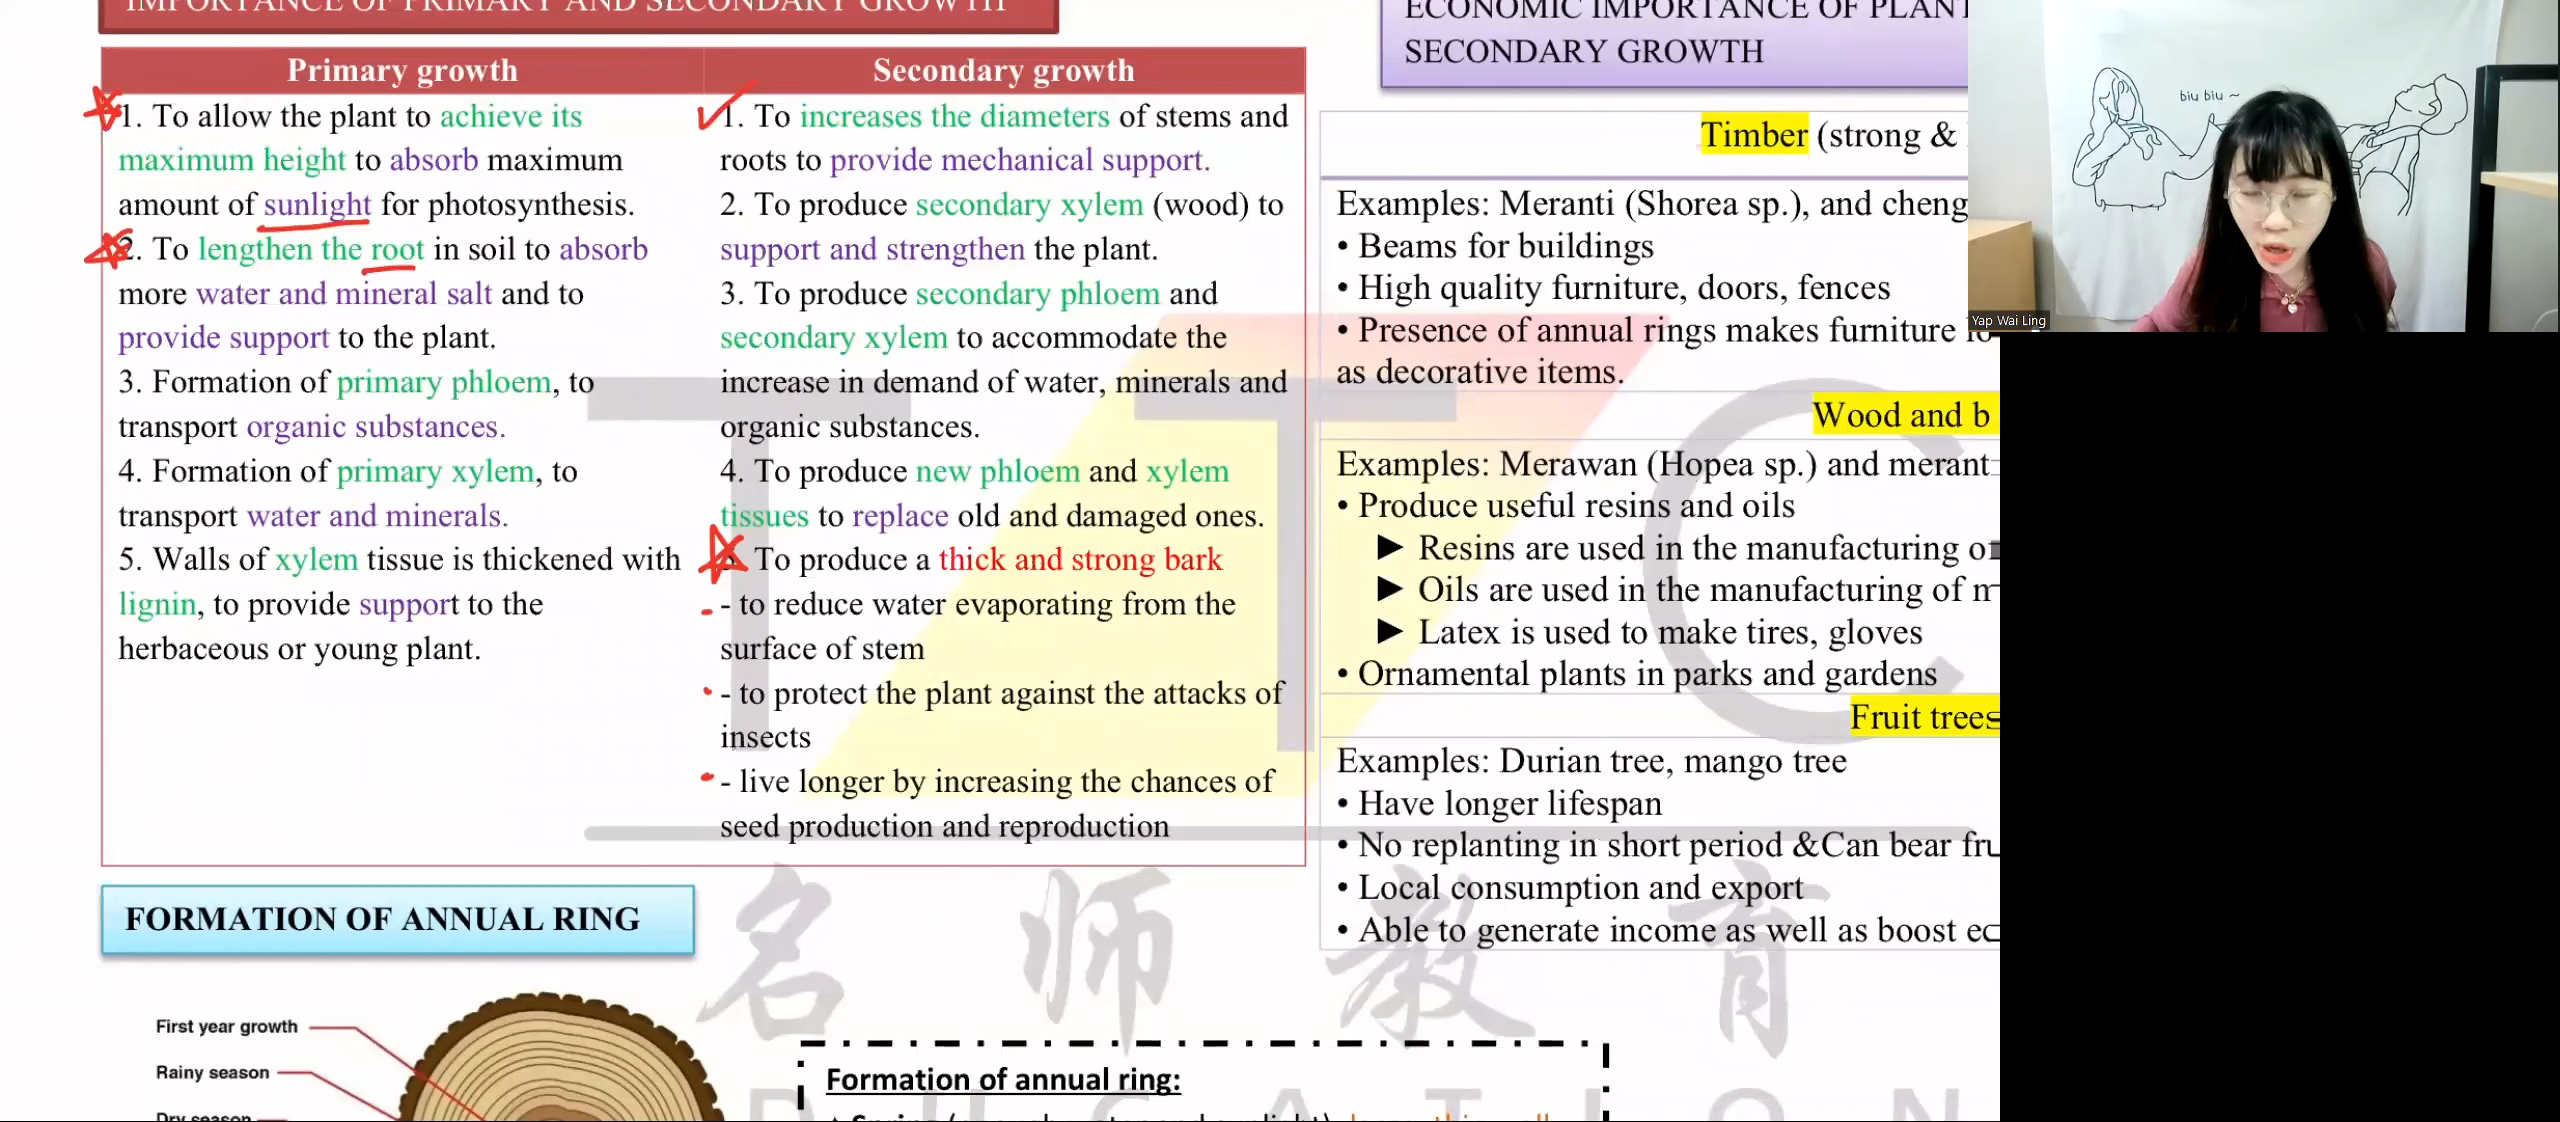 IMPORTANCE OF PRIMARY AND SECONDARY GROWTH
Primary growth
1. To allow the plant to achieve its
maximum height to absorb maximum
amount of sunlight for photosynthesis.
2. To lengthen the root in soil to absorb
more water and mineral salt and to
provide support to the plant.
3. Formation of primary phloem, to
transport organic substances.
4. Formation of primary xylem, to
transport water and minerals.
5. Walls of xylem tissue is thickened with
lignin, to provide support to the
herbaceous or young plant.
Secondary growth
1. To increases the diameters of stems and
roots to provide mechanical support.
2. To produce secondary xylem (wood) to
support and strengthen the plant.
3. To produce secondary phloem and
secondary xylem to accommodate the
increase in demand of water, minerals and
organic substances.
4. To produce new phloem and xylem
tissues to replace old and damaged ones.
To produce a thick and strong bark
- to reduce water evaporating from the
surface of stem
- to protect the plant against the attacks of
insects
- live longer by increasing the chances of
seed production and reproduction
FORMATION OF ANNUAL RING
First year growth
Rainy season
Dry season
Formation of annual ring:
ECONOMIC IMPORTANCE OF PLANT
SECONDARY GROWTH
Timber (strong &
Examples: Meranti (Shorea sp.), and cheng
• Beams for buildings
• High quality furniture, doors, fences
• Presence of annual rings makes furniture
as decorative items.
Wood and b
Examples: Merawan (Hopea sp.) and merant
• Produce useful resins and oils
► Resins are used in the manufacturing
► Oils are used in the manufacturing of
► Latex is used to make tires, gloves
• Ornamental plants in parks and gardens
Fruit trees
Examples: Durian tree, mango tree
• Have longer lifespan
• No replanting in short period &Can bear
• Local consumption and export
• Able to generate income as well as boost
biu biu ~
Yap Wai Ling
TTC
名师教育